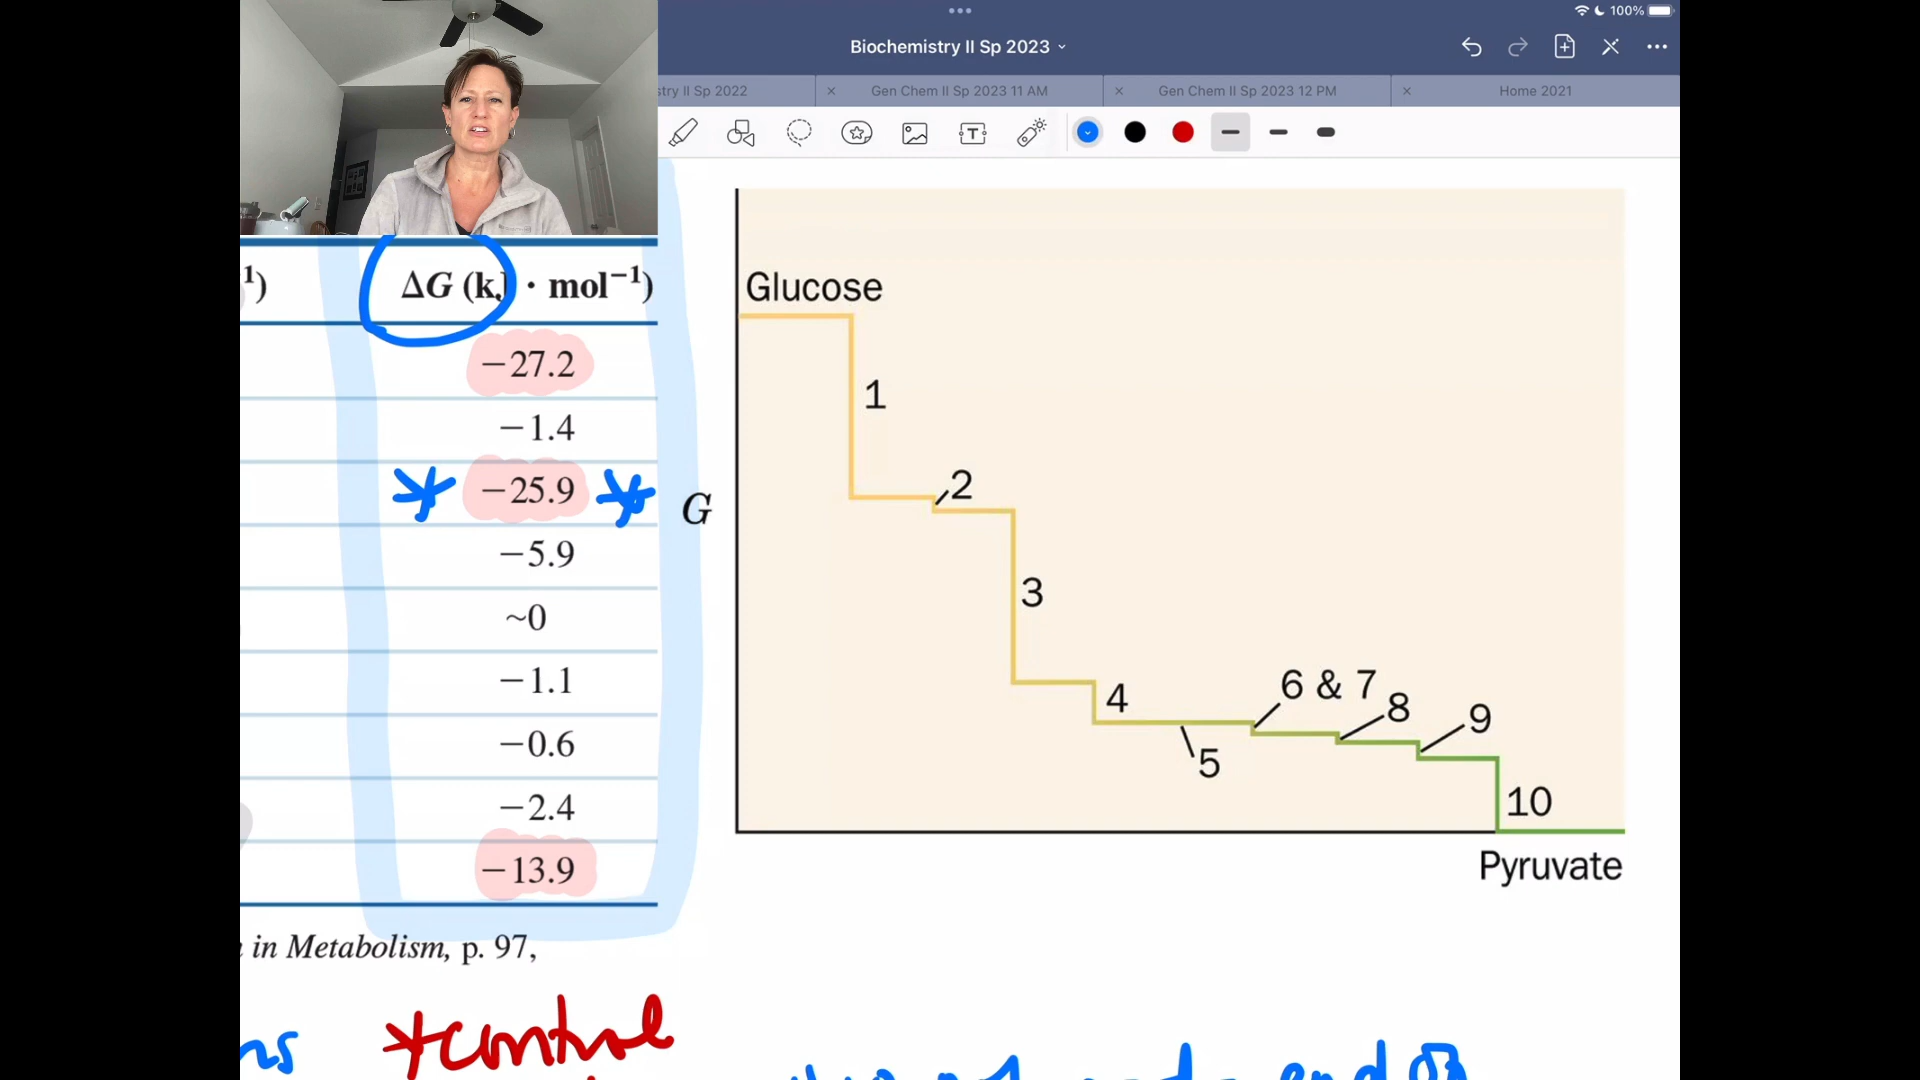 100%
Biochemistry II Sp 2023
stry II Sp 2022
Gen Chem II Sp 2023 11 AM
Gen Chem II Sp 2023 12 PM
Home 2021
T
¹)
ΔG (k · mol⁻¹)
−27.2
−1.4
* −25.9 *
−5.9
~0
−1.1
−0.6
−2.4
−13.9
in Metabolism, p. 97,
G
Glucose
1
2
3
4
5
6 & 7
8
9
10
Pyruvate
*control